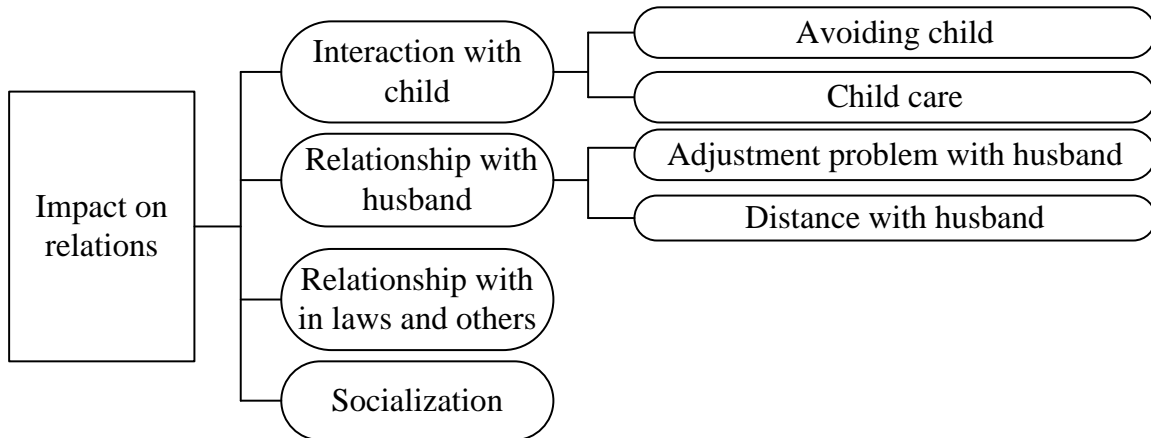 Impact on
relations
Interaction with
child
Avoiding child
Child care
Relationship with
husband
Adjustment problem with husband
Distance with husband
Relationship with
in laws and others
Socialization